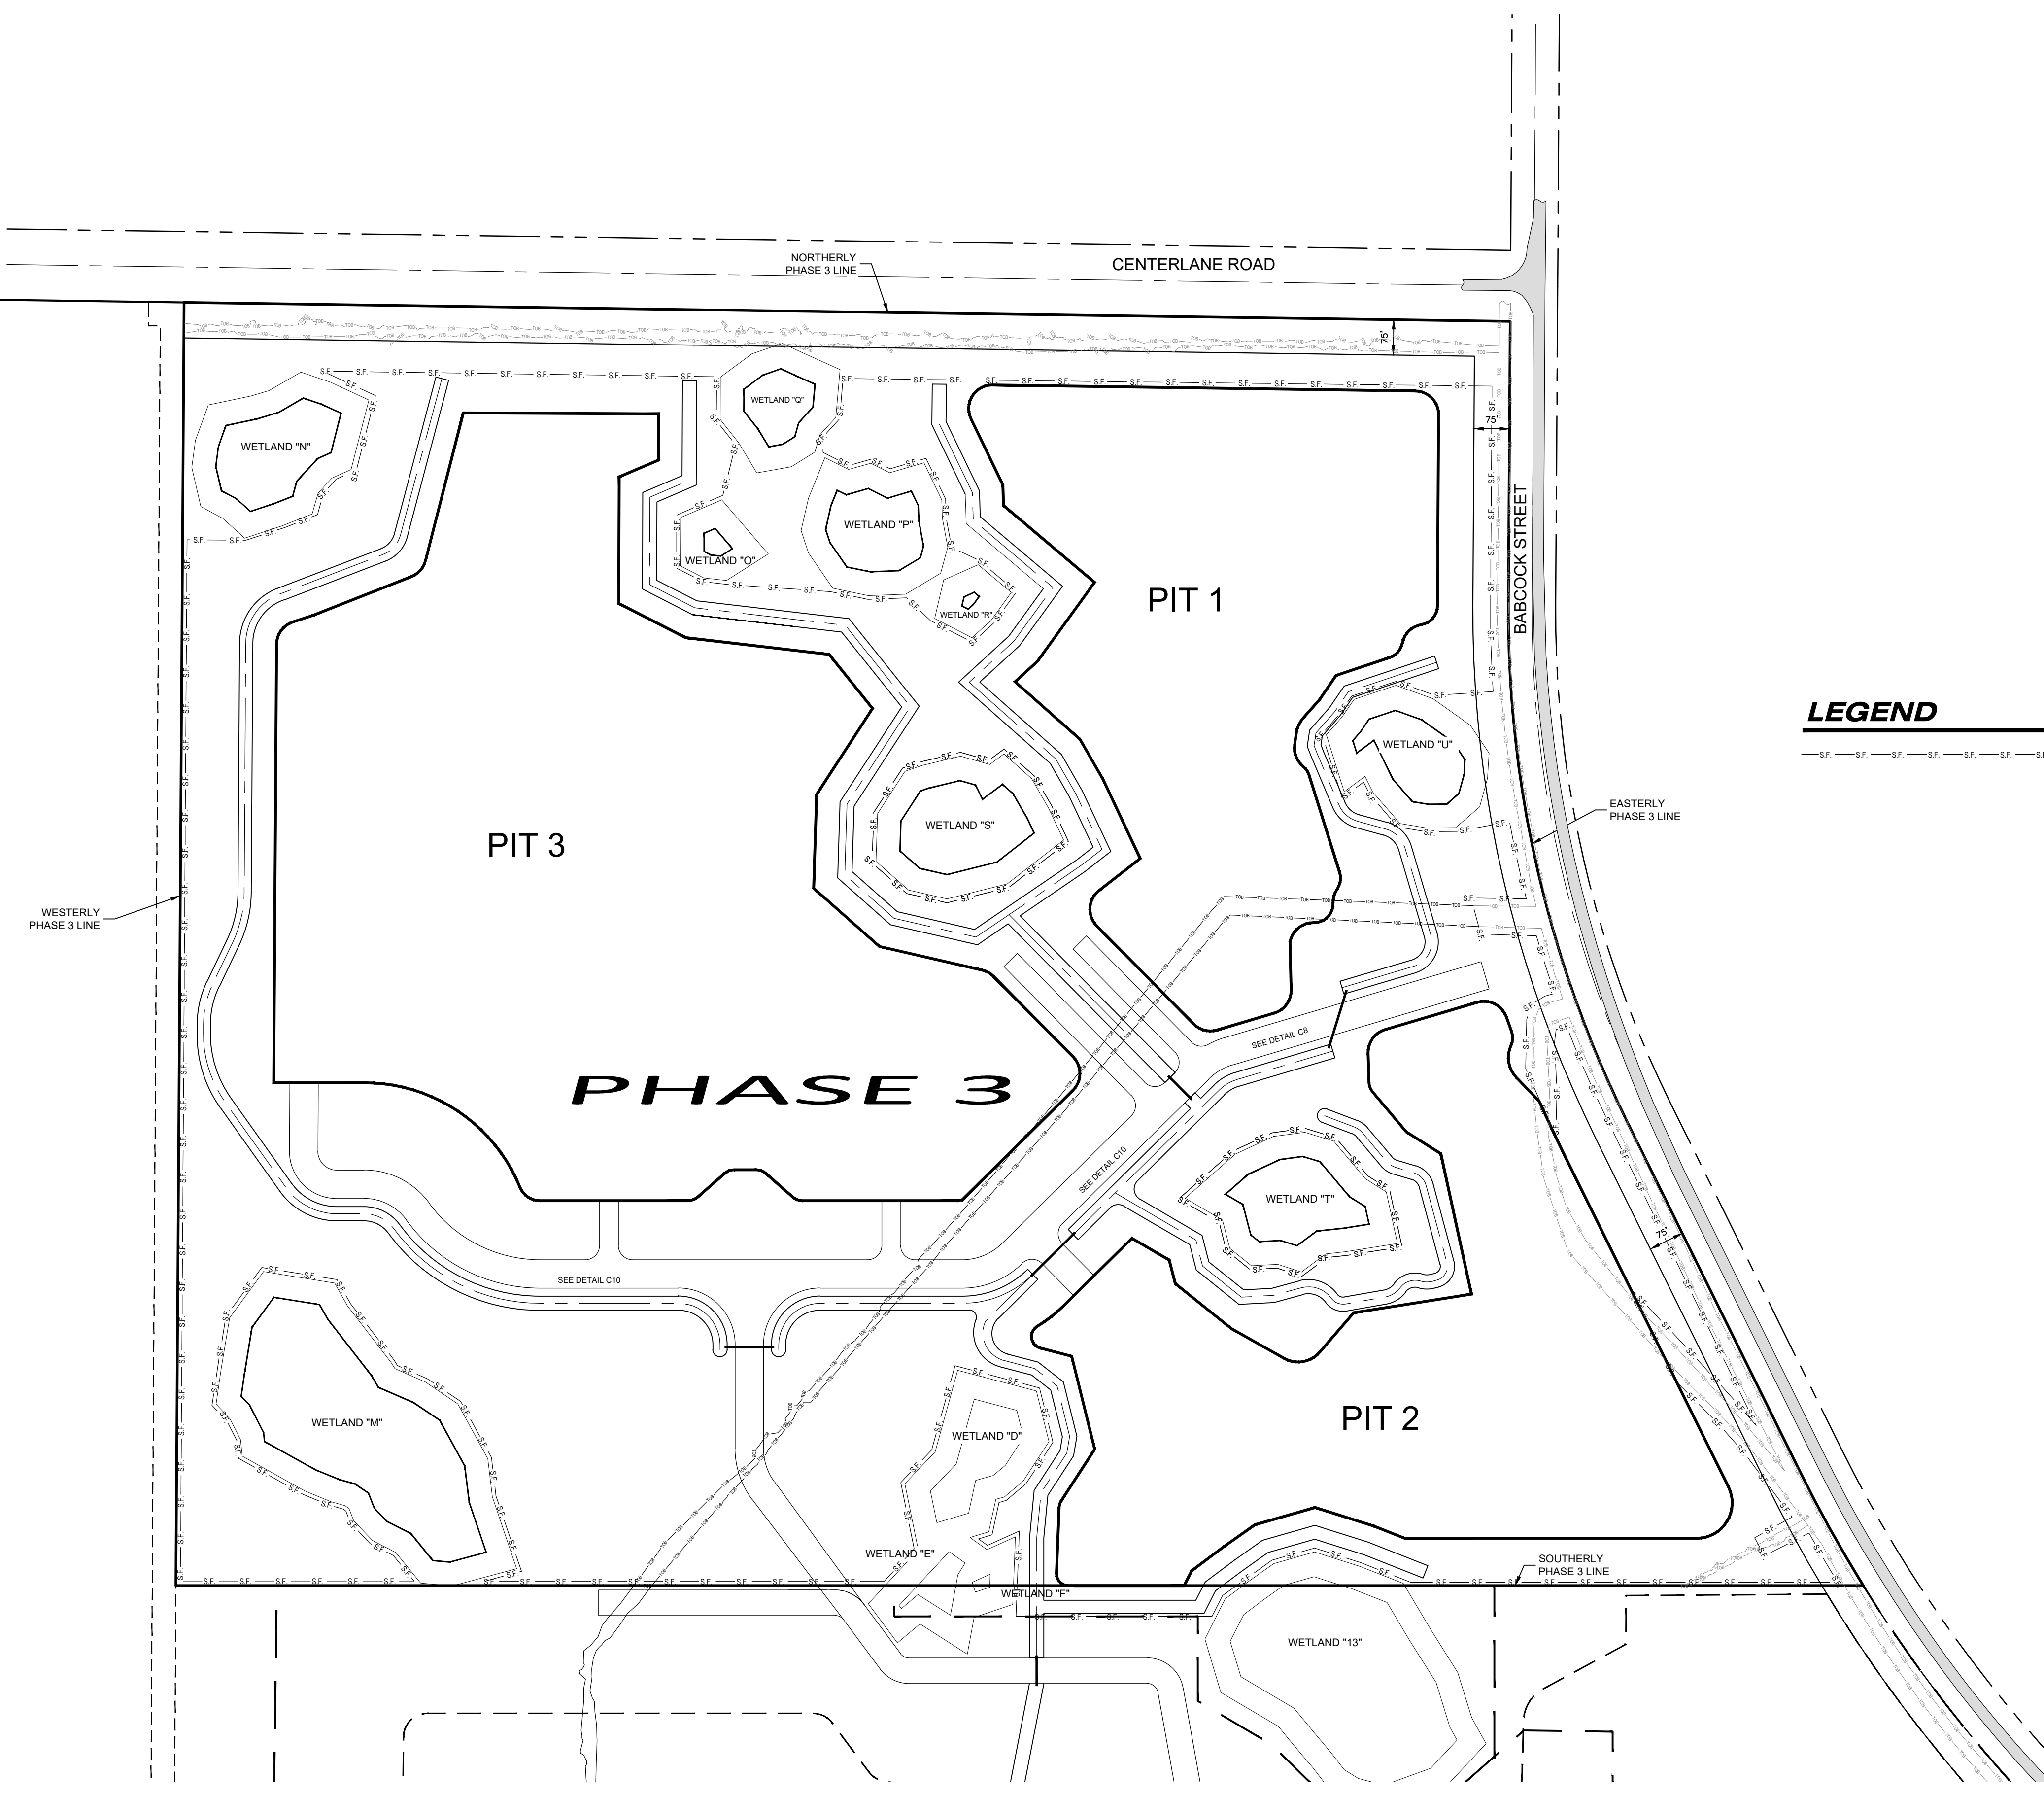 NORTHERLY
PHASE 3 LINE
CENTERLANE ROAD
75'
WETLAND "Q"
75'
WETLAND "N"
WETLAND "P"
BABCOCK STREET
WETLAND "O"
PIT 1
WETLAND "R"
LEGEND
S.F. S.F. S.F. S.F. S.F. S.F.
WETLAND "U"
EASTERLY
PHASE 3 LINE
WETLAND "S"
PIT 3
WESTERLY
PHASE 3 LINE
SEE DETAIL C8
PHASE 3
SEE DETAIL C10
WETLAND "T"
75'
SEE DETAIL C10
WETLAND "M"
WETLAND "D"
PIT 2
WETLAND "E"
SOUTHERLY
PHASE 3 LINE
WETLAND "F"
WETLAND "13"